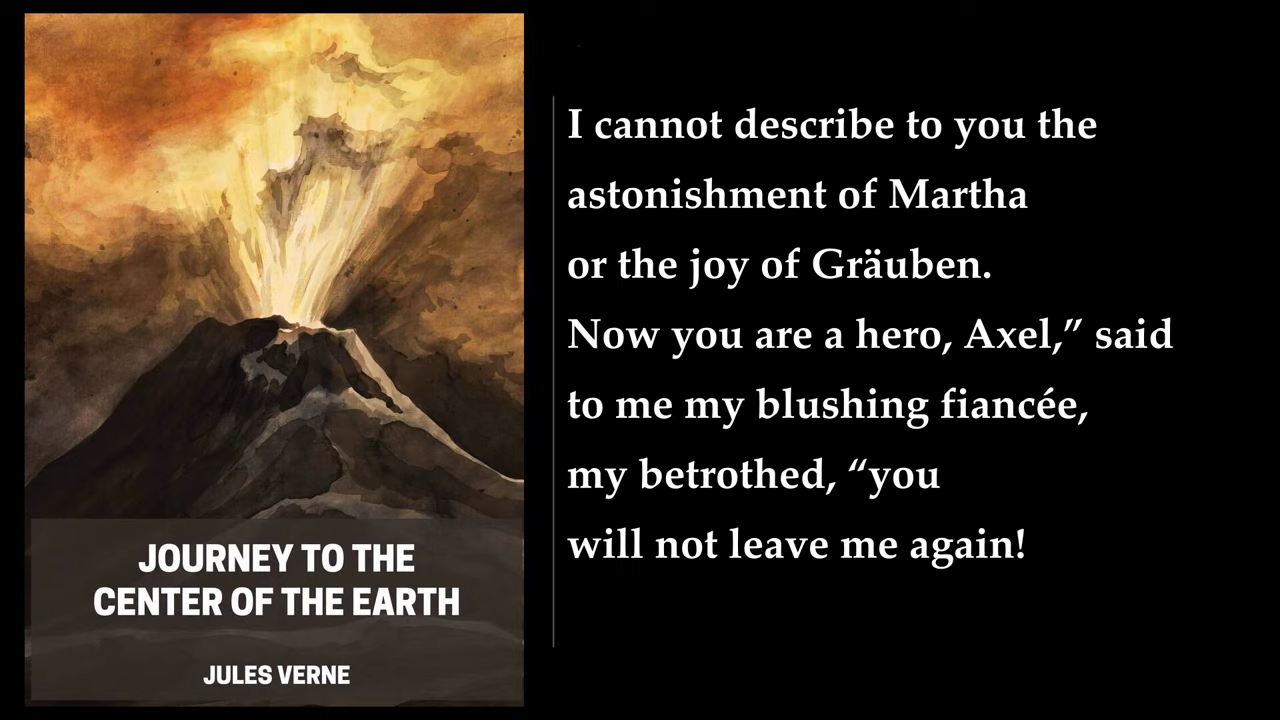 JOURNEY TO THE
CENTER OF THE EARTH
JULES VERNE
I cannot describe to you the
astonishment of Martha
or the joy of Gräuben.
Now you are a hero, Axel,” said
to me my blushing fiancée,
my betrothed, “you
will not leave me again!